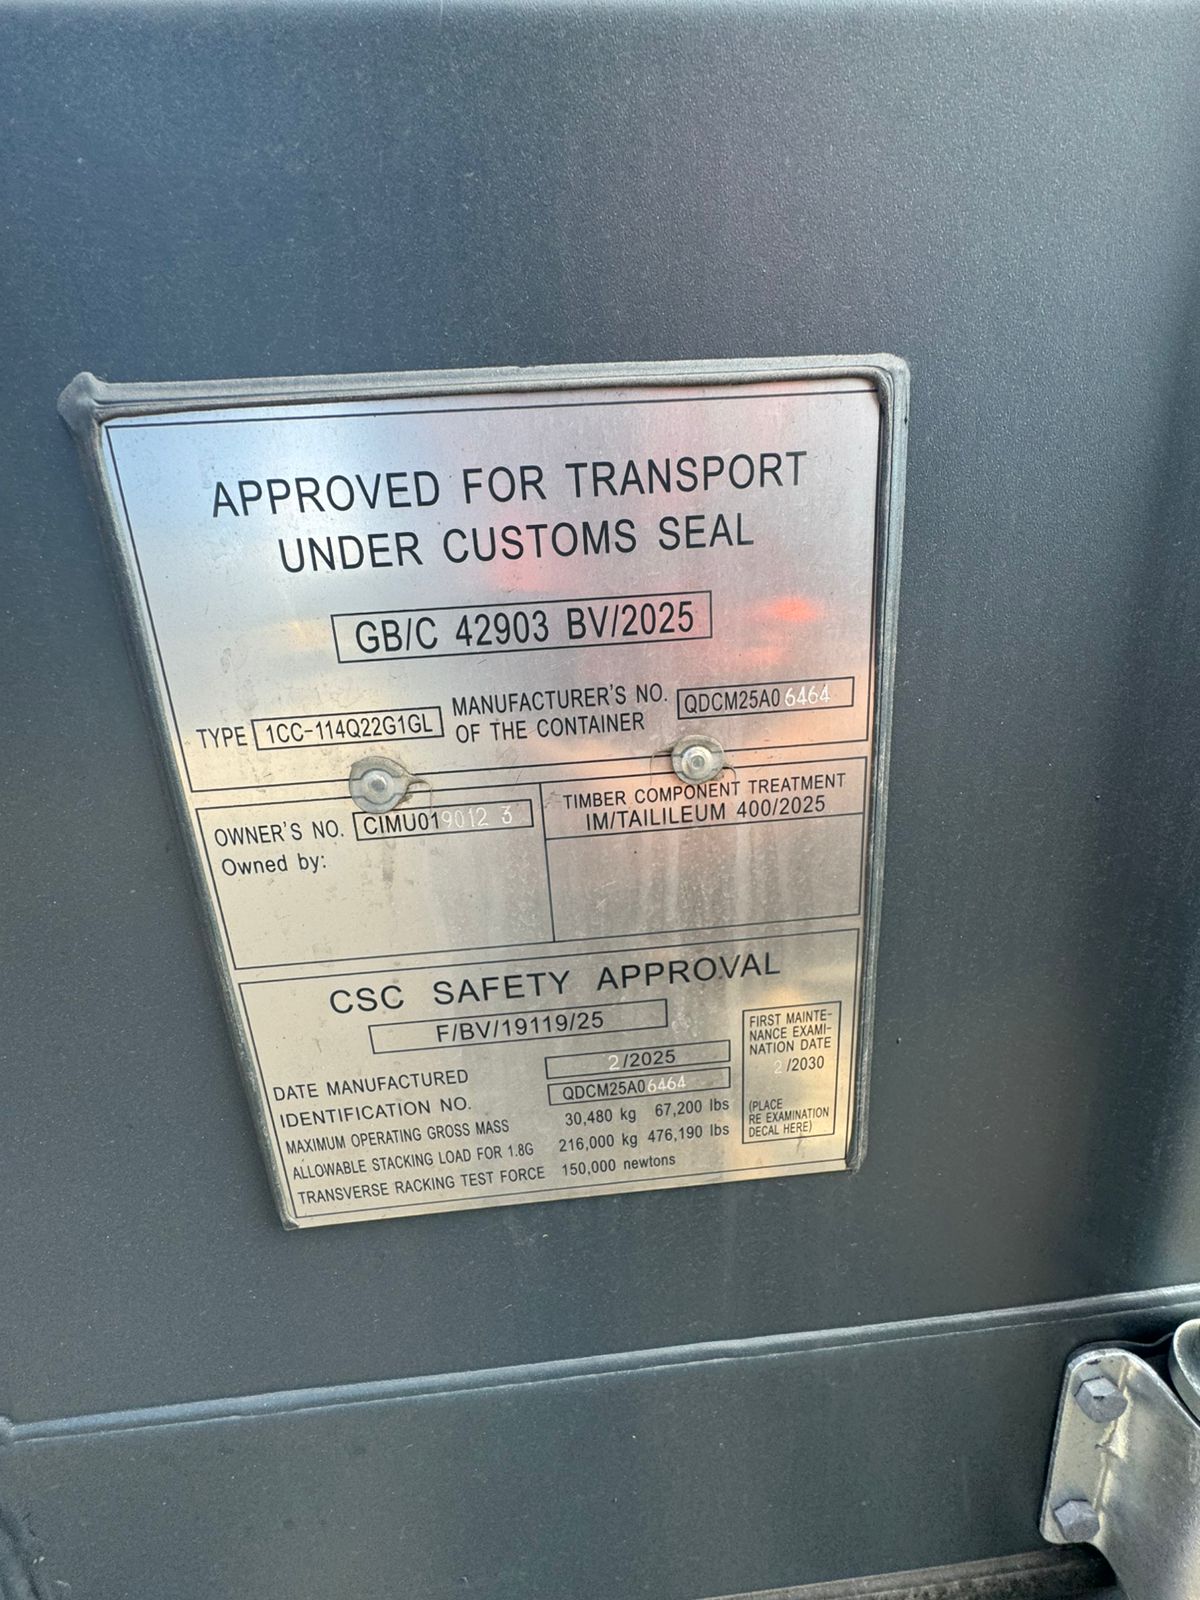 APPROVED FOR TRANSPORT
UNDER CUSTOMS SEAL
GB/C 42903 BV/2025
TYPE 1CC-114Q22G1GL
MANUFACTURER'S NO. OF THE CONTAINER QDCM25A06464
OWNER'S NO. CIMU019012 3
Owned by:
TIMBER COMPONENT TREATMENT
IM/TAILILEUM 400/2025
CSC SAFETY APPROVAL
F/BV/19119/25
DATE MANUFACTURED 2/2025
IDENTIFICATION NO. QDCM25A06464
MAXIMUM OPERATING GROSS MASS 30,480 kg 67,200 lbs
ALLOWABLE STACKING LOAD FOR 1.8G 216,000 kg 476,190 lbs
TRANSVERSE RACKING TEST FORCE 150,000 newtons
FIRST MAINTE-
NANCE EXAMI-
NATION DATE
2/2030
(PLACE
RE EXAMINATION
DECAL HERE)